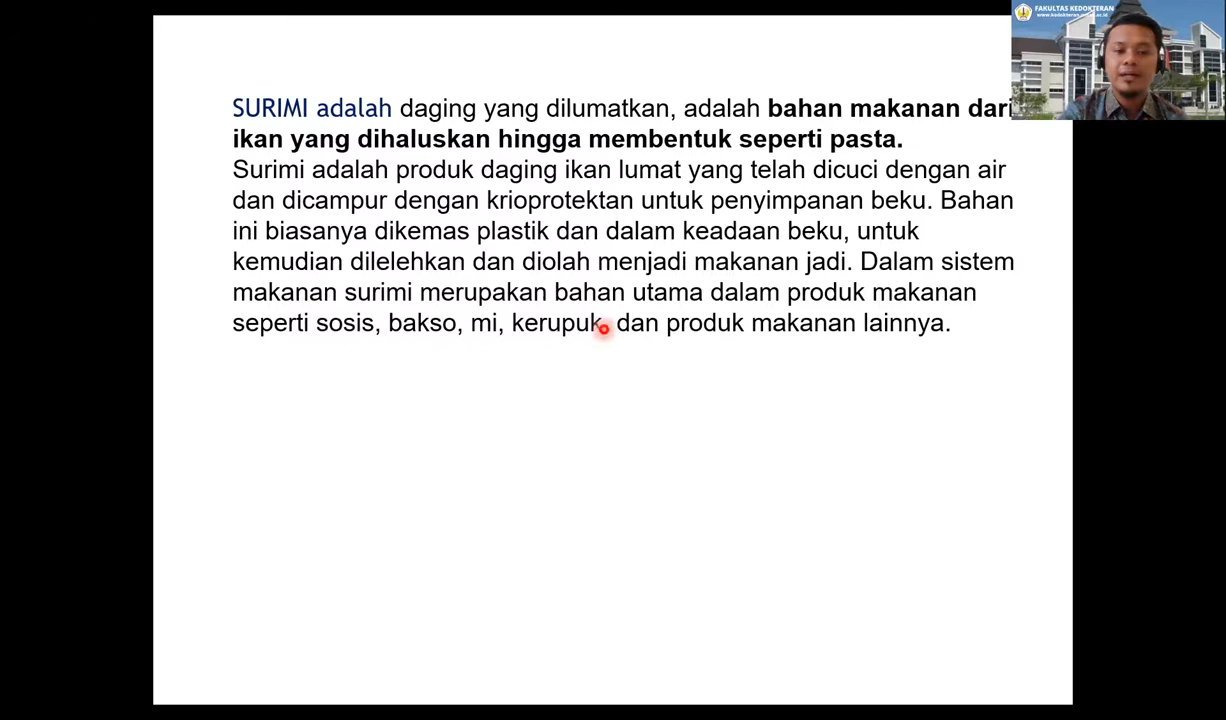 FAKULTAS KEDOKTERAN
SURIMI adalah daging yang dilumatkan, adalah bahan makanan dari
ikan yang dihaluskan hingga membentuk seperti pasta.
Surimi adalah produk daging ikan lumat yang telah dicuci dengan air
dan dicampur dengan krioprotektan untuk penyimpanan beku. Bahan
ini biasanya dikemas plastik dan dalam keadaan beku, untuk
kemudian dilelehkan dan diolah menjadi makanan jadi. Dalam sistem
makanan surimi merupakan bahan utama dalam produk makanan
seperti sosis, bakso, mi, kerupuk, dan produk makanan lainnya.